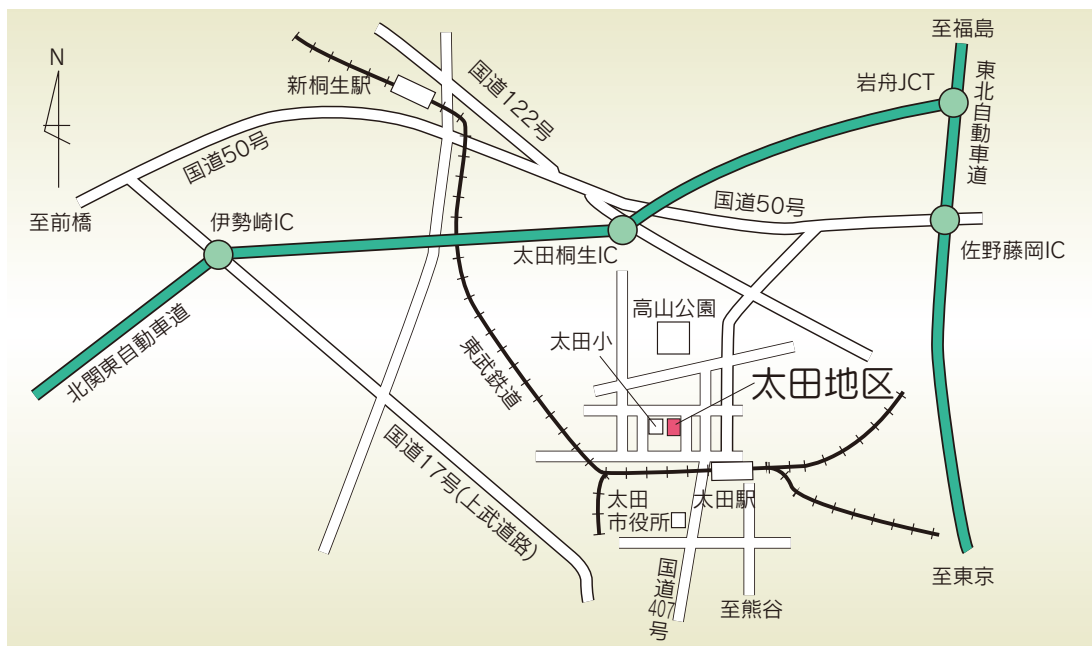 至福島
N
岩舟JCT
国道122号
新桐生駅
東北自動車道
国道50号
国道50号
至前橋
伊勢崎IC
太田桐生IC
佐野藤岡IC
高山公園
太田小
北関東自動車道
東武鉄道
太田地区
国道17号(上武道路)
太田
市役所
太田駅
国道407号
至熊谷
至東京